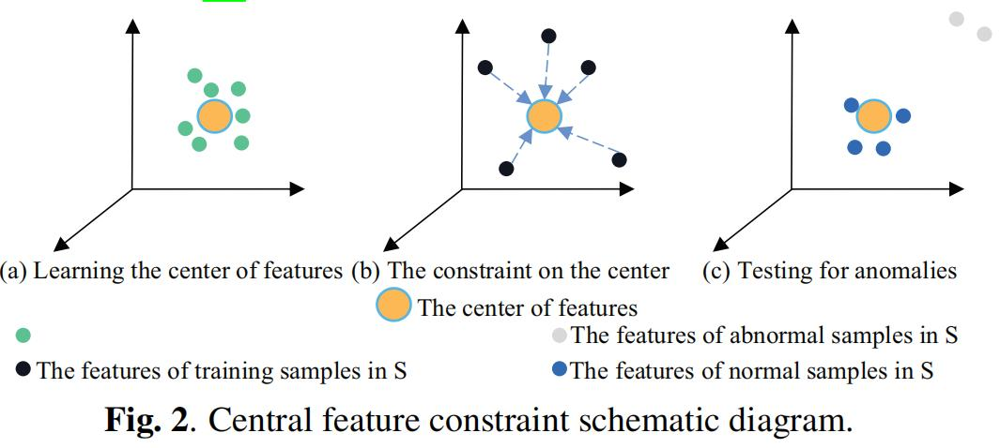 (a) Learning the center of features (b) The constraint on the center (c) Testing for anomalies
The center of features
The features of abnormal samples in S
The features of training samples in S The features of normal samples in S
Fig. 2. Central feature constraint schematic diagram.